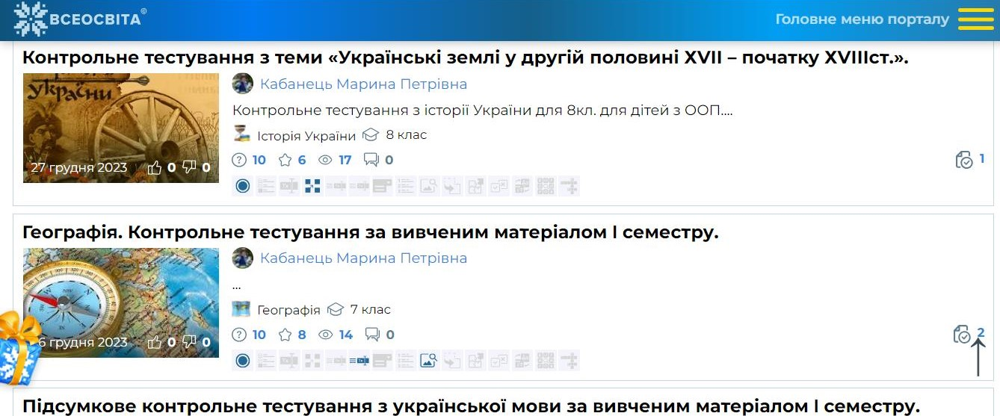 ВСЕОСВІТА©
Головне меню порталу
Контрольне тестування з теми «Українські землі у другій половині XVII – початку XVIIIст.».
України
27 грудня 2023 0 0
Кабанець Марина Петрівна
Контрольне тестування з історії України для 8кл. для дітей з ООП....
Історія України 8 клас
10 6 17 0
1
Географія. Контрольне тестування за вивченим матеріалом І семестру.
6 грудня 2023 0 0
Кабанець Марина Петрівна
...
Географія 7 клас
10 8 14 0
2
Підсумкове контрольне тестування з української мови за вивченим матеріалом І семестру.